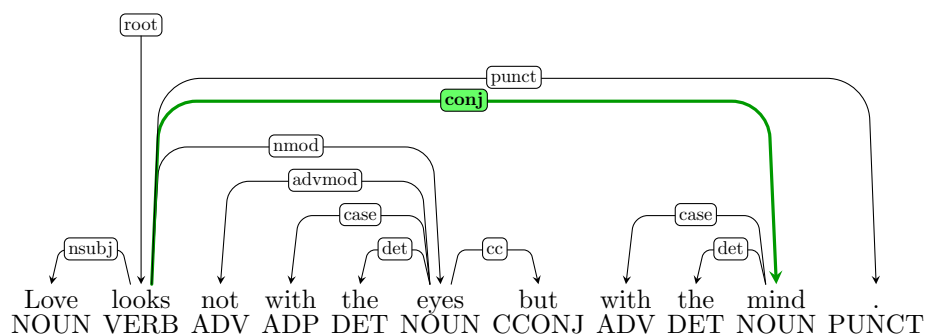 root
punct
conj
nmod
advmod
case case
nsubj det cc det
Love looks not with the eyes but with the mind .
NOUN VERB ADV ADP DET NOUN CCONJ ADV DET NOUN PUNCT